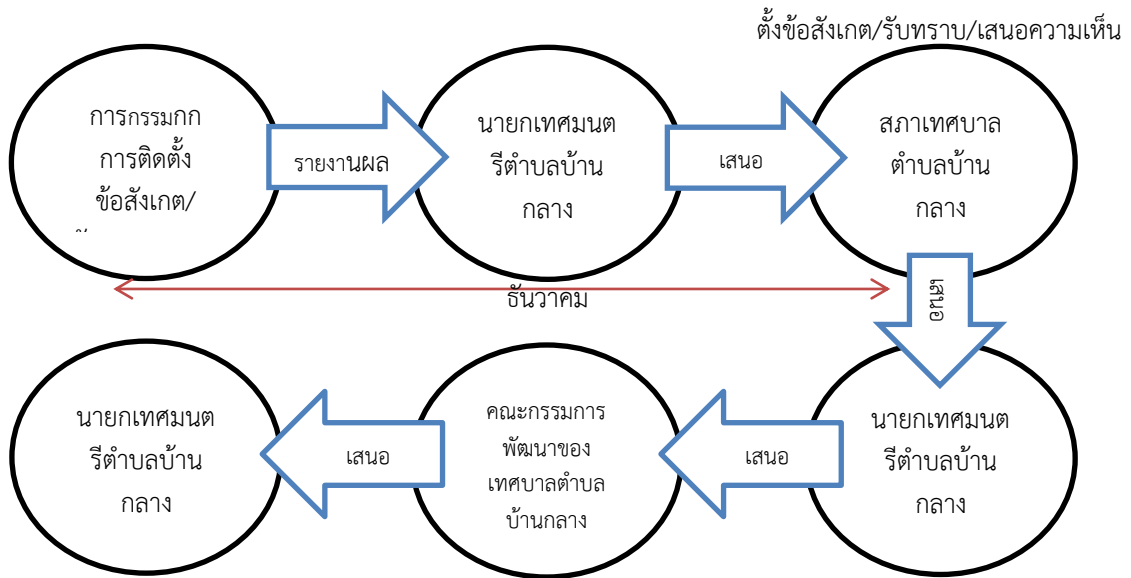 ตั้งข้อสังเกต/รับทราบ/เสนอความเห็น
การกรรมกก
การติดตั้ง
ข้อสังเกต/
รายงานผล
นายกเทศมนต
รีตำบลบ้าน
กลาง
เสนอ
สภาเทศบาล
ตำบลบ้าน
กลาง
เสนอ
ธันวาคม
นายกเทศมนต
รีตำบลบ้าน
กลาง
เสนอ
คณะกรรมการ
พัฒนาของ
เทศบาลตำบล
บ้านกลาง
เสนอ
นายกเทศมนต
รีตำบลบ้าน
กลาง